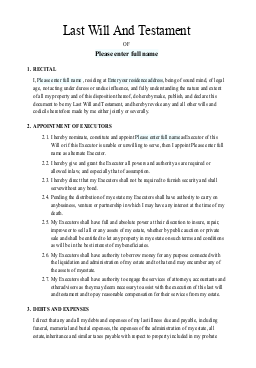 Last Will And Testament
OF
Please enter full name
1. RECITAL
I, Please enter full name , residing at Enter your residence address, being of sound mind, of legal
age, not acting under duress or undue influence, and fully understanding the nature and extent
of all my property and of this disposition thereof, do hereby make, publish, and declare this
document to be my Last Will and Testament, and hereby revoke any and all other wills and
codicils heretofore made by me either jointly or severally.
2. APPOINTMENT OF EXECUTORS
2.1. I hereby nominate, constitute and appoint Please enter full name as Executor of this
Will or if this Executor is unable or unwilling to serve, then I appoint Please enter full
name as alternate Executor.
2.2. I hereby give and grant the Executor all powers and authority as are required or
allowed in law, and especially that of assumption.
2.3. I hereby direct that my Executors shall not be required to furnish security and shall
serve without any bond.
2.4. Pending the distribution of my estate my Executors shall have authority to carry on
any business, venture or partnership in which I may have any interest at the time of my
death.
2.5. My Executors shall have full and absolute power at their discretion to insure, repair,
improve or to sell all or any assets of my estate, whether by public auction or private
sale and shall be entitled to let any property in my estate on such terms and conditions
as will be in the best interest of my beneficiaries.
2.6. My Executors shall have authority to borrow money for any purpose connected with
the liquidation and administration of my estate and to that end may encumber any of
the assets of my estate.
2.7. My Executors shall have authority to engage the services of attorneys, accountants and
other advisors as they may deem necessary to assist with the execution of this last will
and testament and to pay reasonable compensation for their services from my estate.
3. DEBTS AND EXPENSES
I direct that any and all my debts and expenses of my last illness due and payable, including
funeral, memorial and burial expenses, the expenses of the administration of my estate, all
estate, inheritance and similar taxes payable with respect to property included in my probate